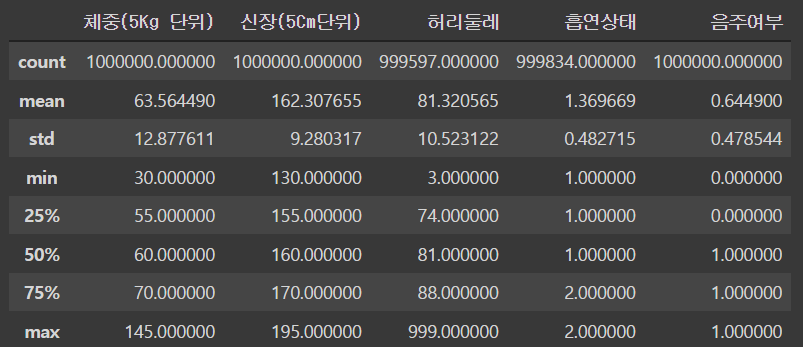 체중(5Kg 단위) 신장(5Cm단위) 허리둘레 흡연상태 음주여부
count 1000000.000000 1000000.000000 999597.000000 999834.000000 1000000.000000
mean 63.564490 162.307655 81.320565 1.369669 0.644900
std 12.877611 9.280317 10.523122 0.482715 0.478544
min 30.000000 130.000000 3.000000 1.000000 0.000000
25% 55.000000 155.000000 74.000000 1.000000 0.000000
50% 60.000000 160.000000 81.000000 1.000000 1.000000
75% 70.000000 170.000000 88.000000 2.000000 1.000000
max 145.000000 195.000000 999.000000 2.000000 1.000000